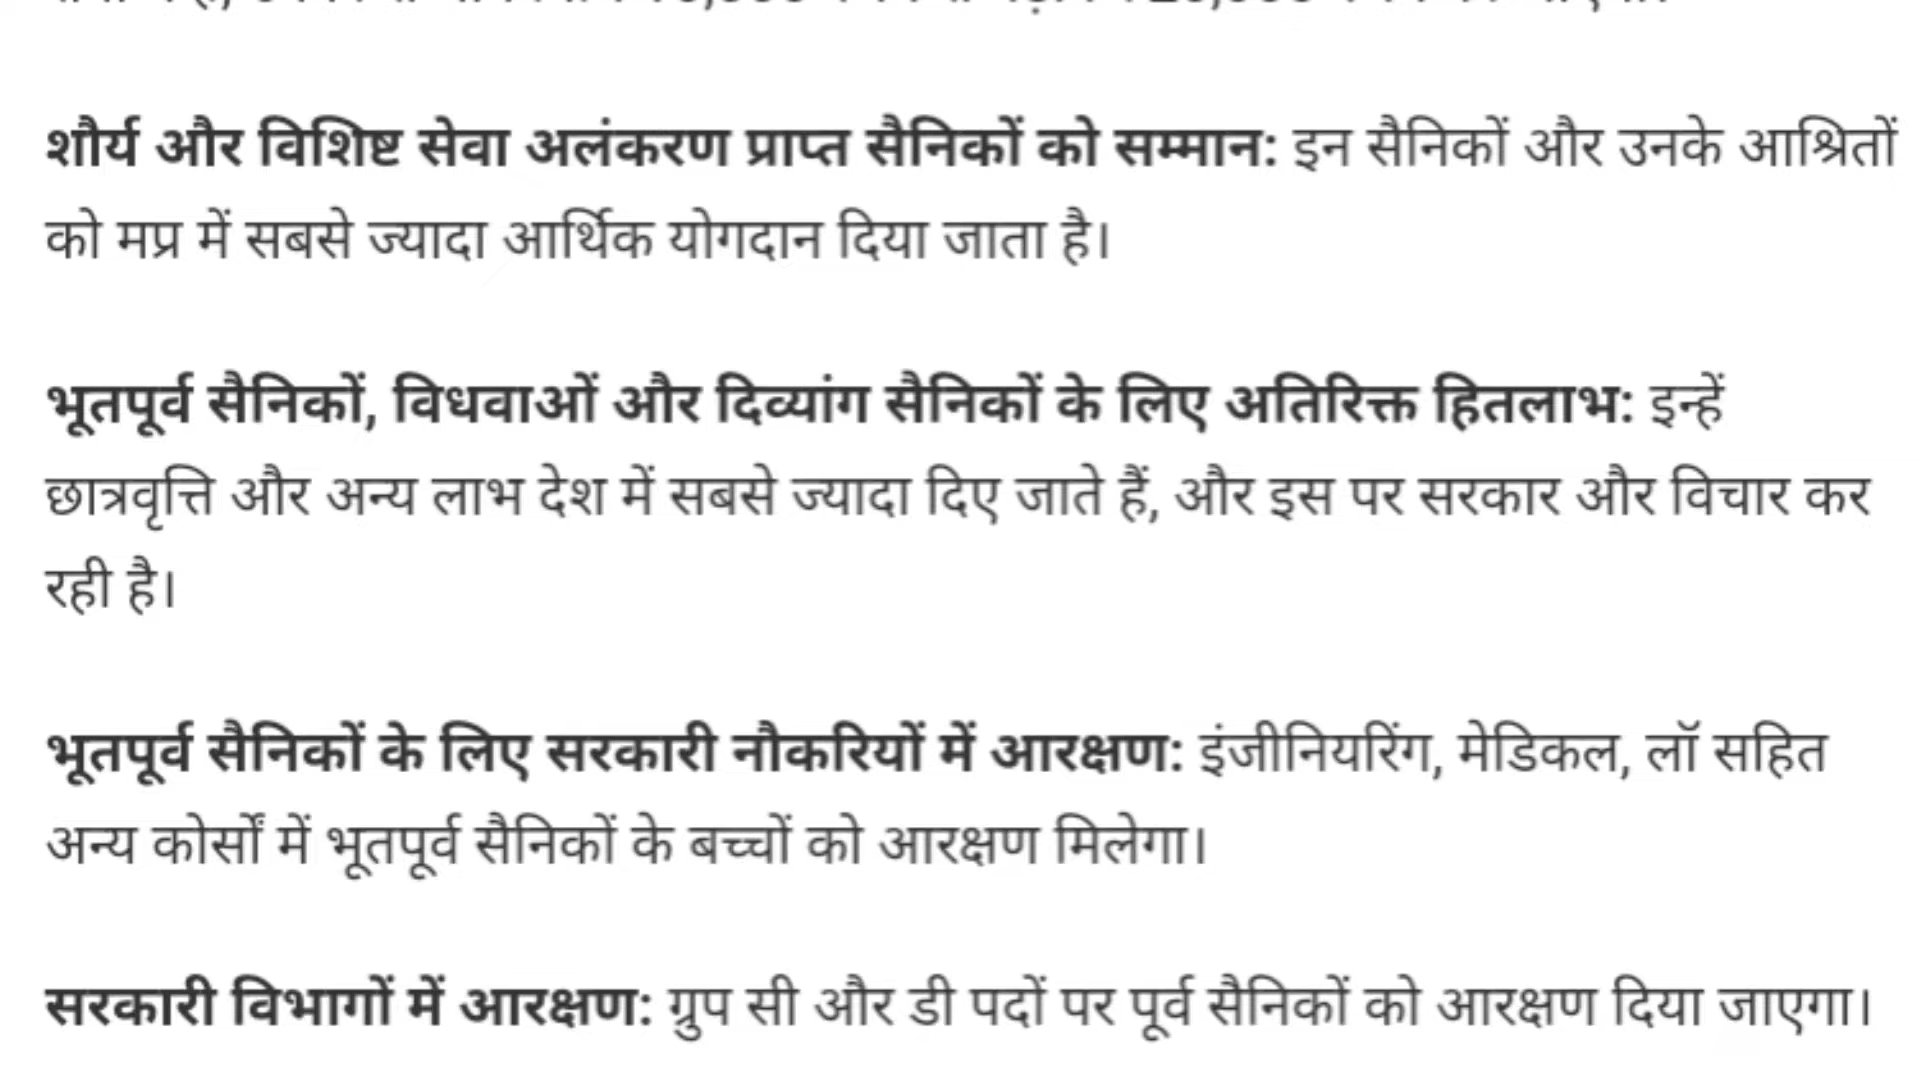 शौर्य और विशिष्ट सेवा अलंकरण प्राप्त सैनिकों को सम्मान: इन सैनिकों और उनके आश्रितों
को मप्र में सबसे ज्यादा आर्थिक योगदान दिया जाता है।
भूतपूर्व सैनिकों, विधवाओं और दिव्यांग सैनिकों के लिए अतिरिक्त हितलाभ: इन्हें
छात्रवृत्ति और अन्य लाभ देश में सबसे ज्यादा दिए जाते हैं, और इस पर सरकार और विचार कर
रही है।
भूतपूर्व सैनिकों के लिए सरकारी नौकरियों में आरक्षण: इंजीनियरिंग, मेडिकल, लॉ सहित
अन्य कोर्सों में भूतपूर्व सैनिकों के बच्चों को आरक्षण मिलेगा।
सरकारी विभागों में आरक्षण: ग्रुप सी और डी पदों पर पूर्व सैनिकों को आरक्षण दिया जाएगा।